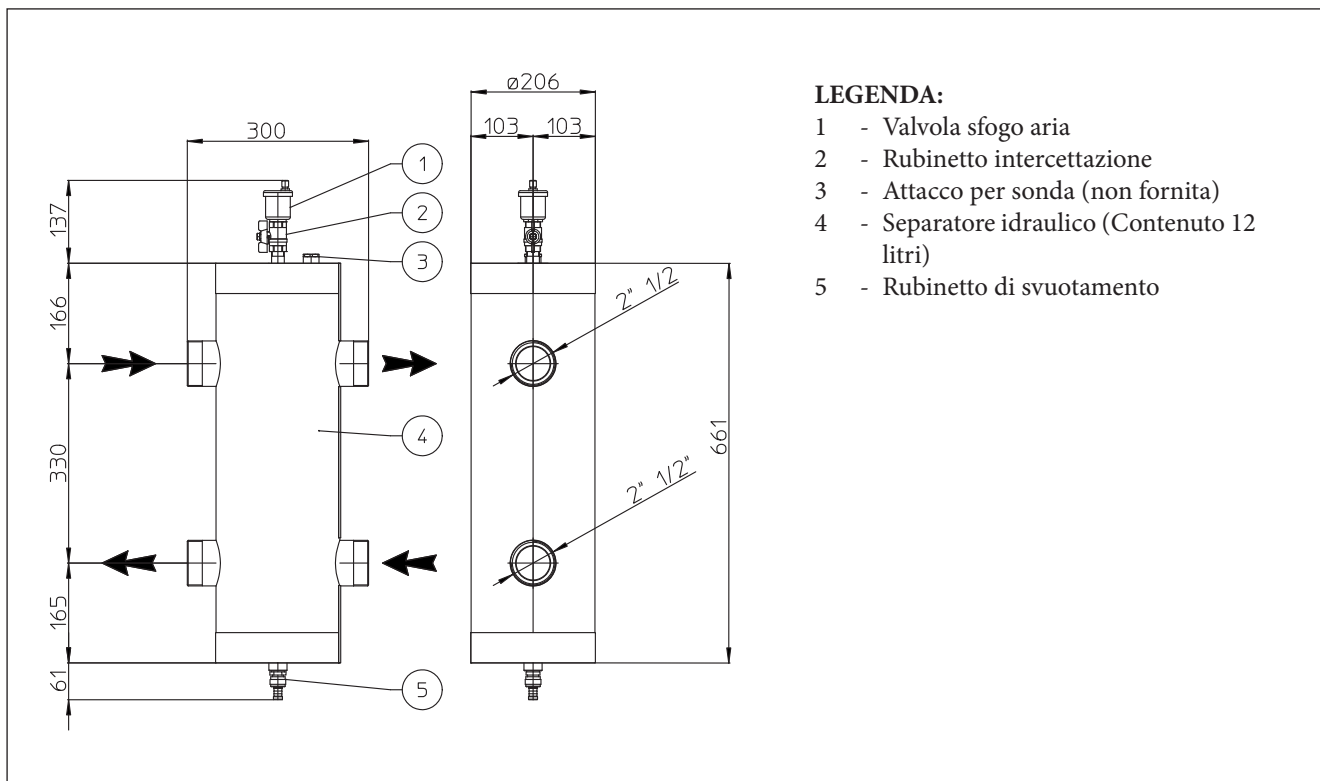 ø206
103 103
300
137
166
330
165
61
1
2
3
4
5
2" 1/2
2" 1/2"
661
LEGENDA:
1 - Valvola sfogo aria
2 - Rubinetto intercettazione
3 - Attacco per sonda (non fornita)
4 - Separatore idraulico (Contenuto 12
litri)
5 - Rubinetto di svuotamento